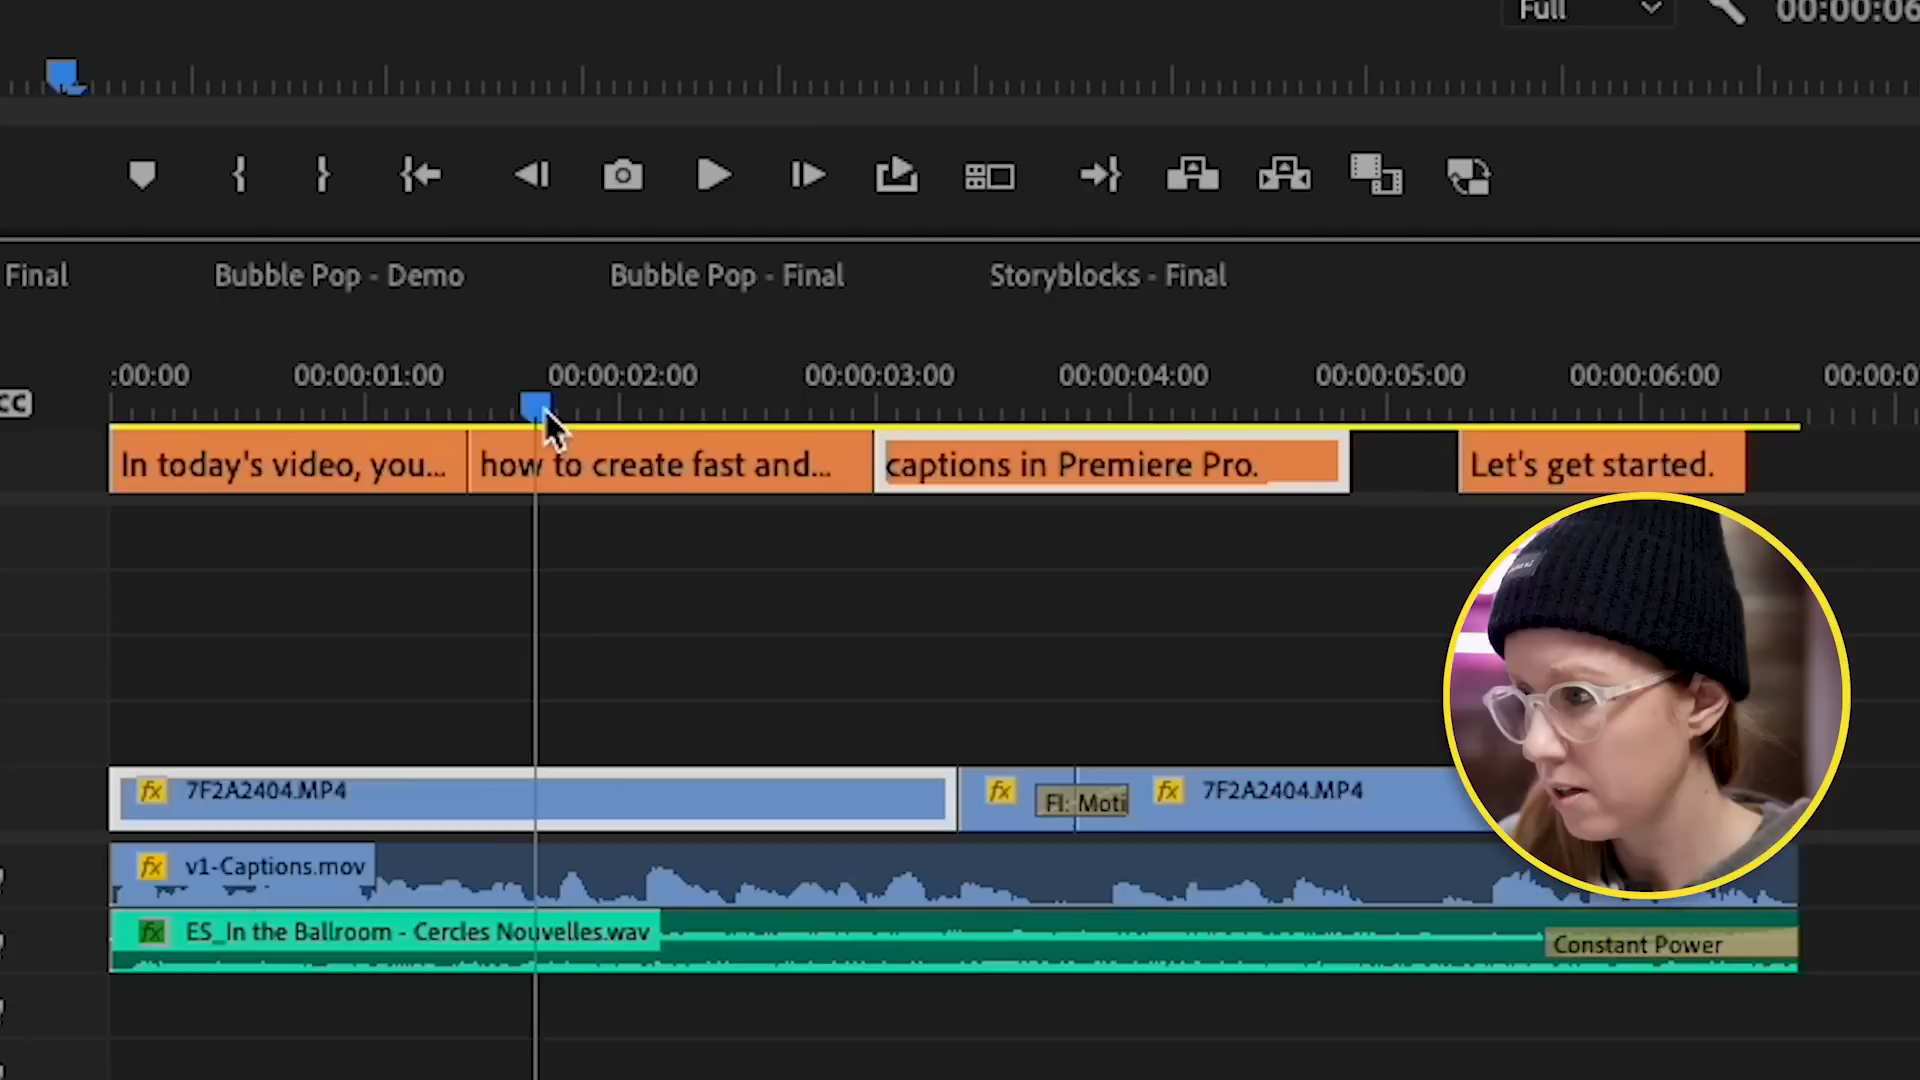 Full
00:00:06
Final
Bubble Pop - Demo
Bubble Pop - Final
Storyblocks - Final
:00:00
00:00:01:00
00:00:02:00
00:00:03:00
00:00:04:00
00:00:05:00
00:00:06:00
00:00:0
CC
In today's video, you...
how to create fast and...
captions in Premiere Pro.
Let's get started.
fx 7F2A2404.MP4
fx
Fl: Moti
fx 7F2A2404.MP4
fx v1-Captions.mov
fx ES_In the Ballroom - Cercles Nouvelles.wav
Constant Power